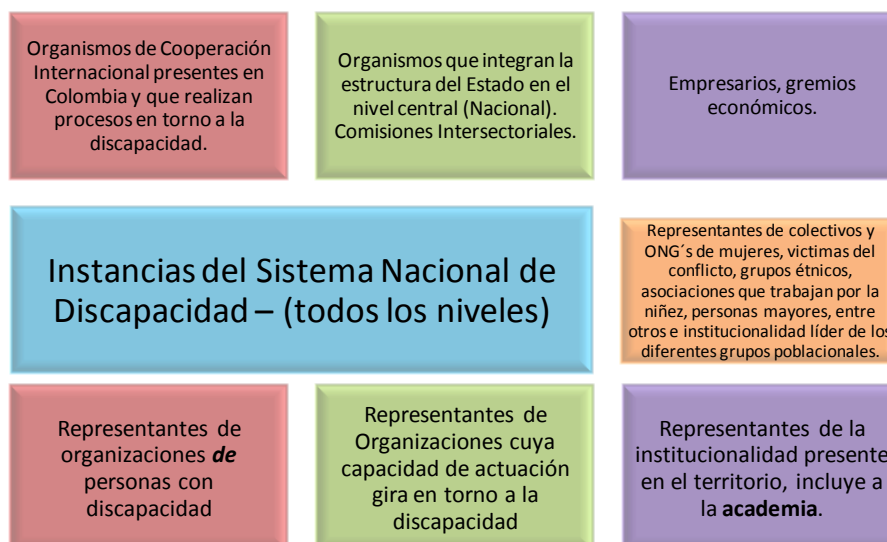 Organismos de Cooperación
Internacional presentes en
Colombia y que realizan
procesos en torno a la
discapacidad.
Organismos que integran la
estructura del Estado en el
nivel central (Nacional).
Comisiones Intersectoriales.
Empresarios, gremios
económicos.
Instancias del Sistema Nacional de
Discapacidad – (todos los niveles)
Representantes de colectivos y
ONG´s de mujeres, victimas del
conflicto, grupos étnicos,
asociaciones que trabajan por la
niñez, personas mayores, entre
otros e institucionalidad líder de los
diferentes grupos poblacionales.
Representantes de
organizaciones de
personas con
discapacidad
Representantes de
Organizaciones cuya
capacidad de actuación
gira en torno a la
discapacidad
Representantes de la
institucionalidad presente
en el territorio, incluye a
la academia.